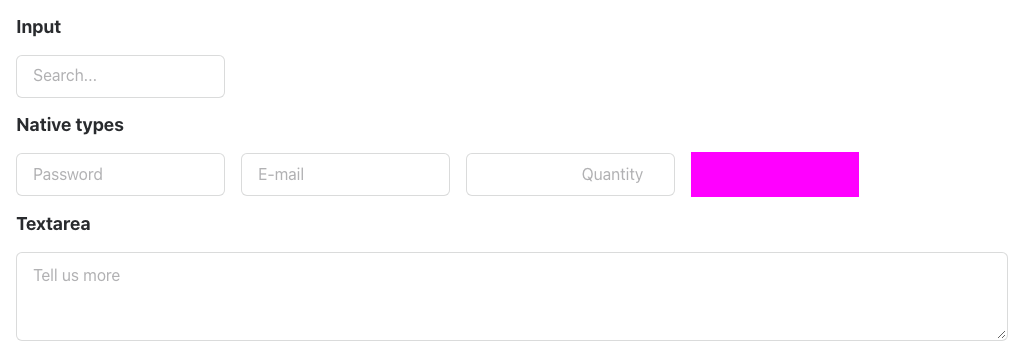 Input
Search...
Native types
Password E-mail Quantity
Textarea
Tell us more